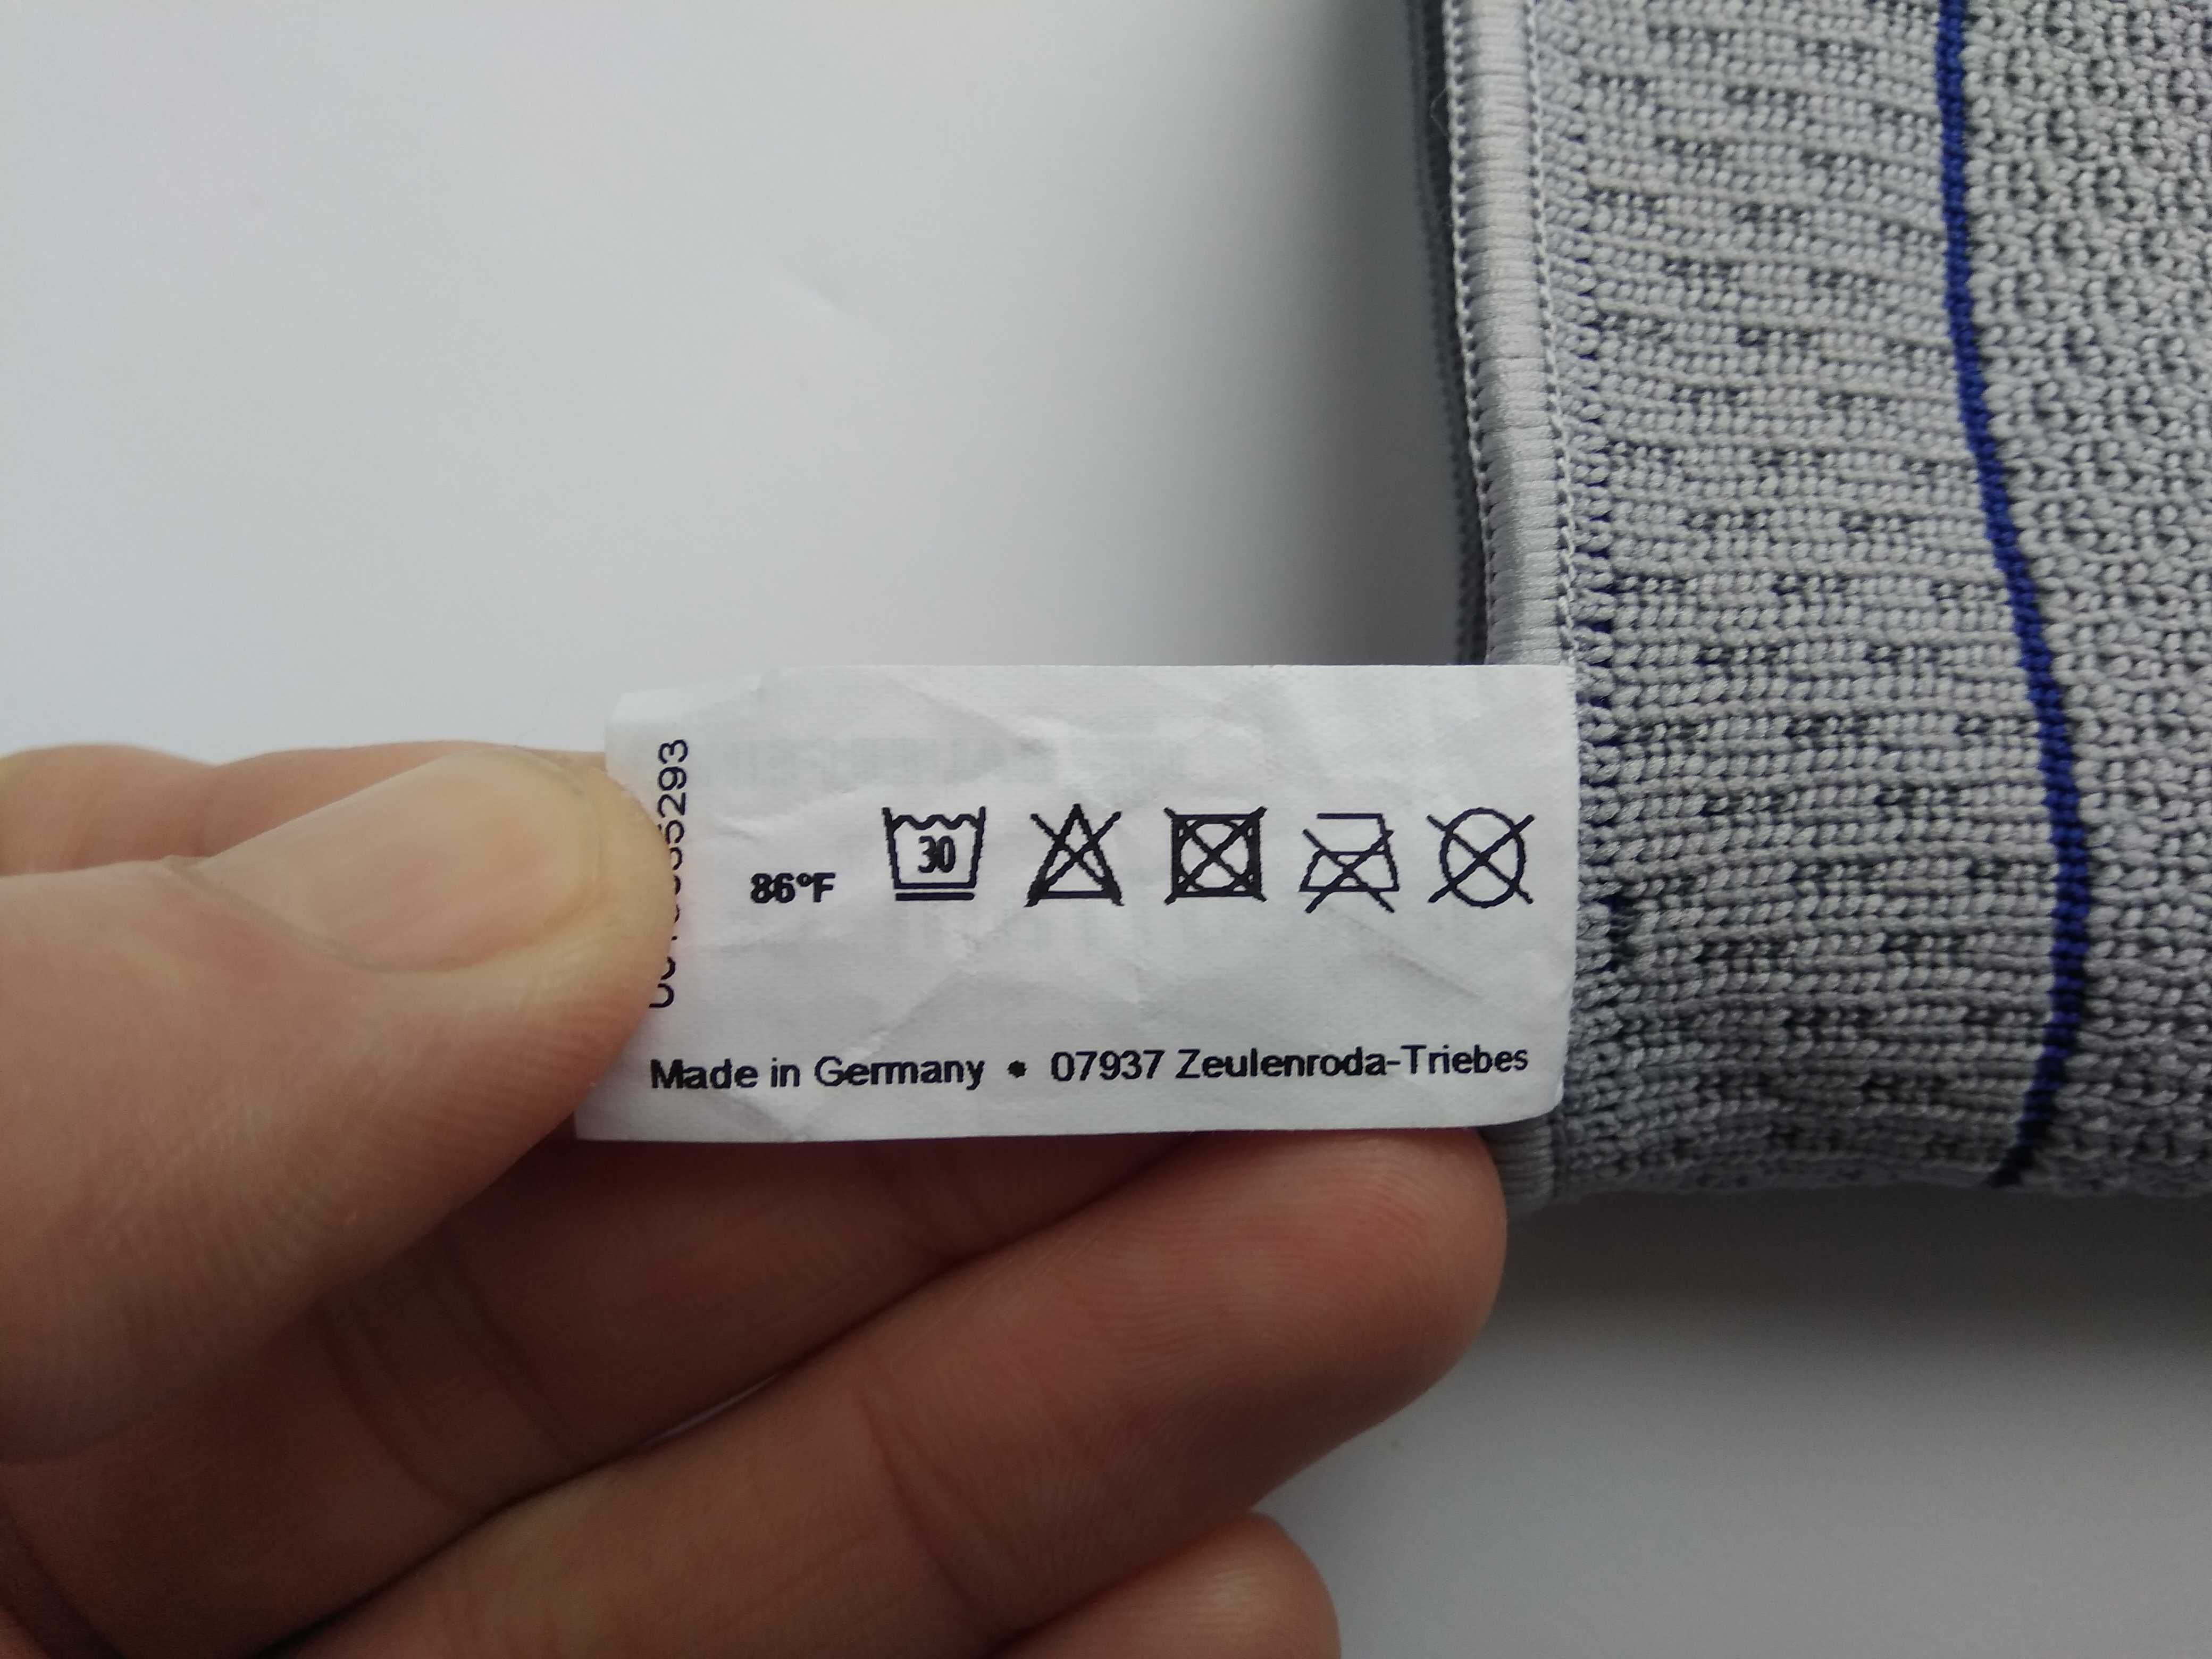 86°F 30
Made in Germany • 07937 Zeulenroda-Triebes